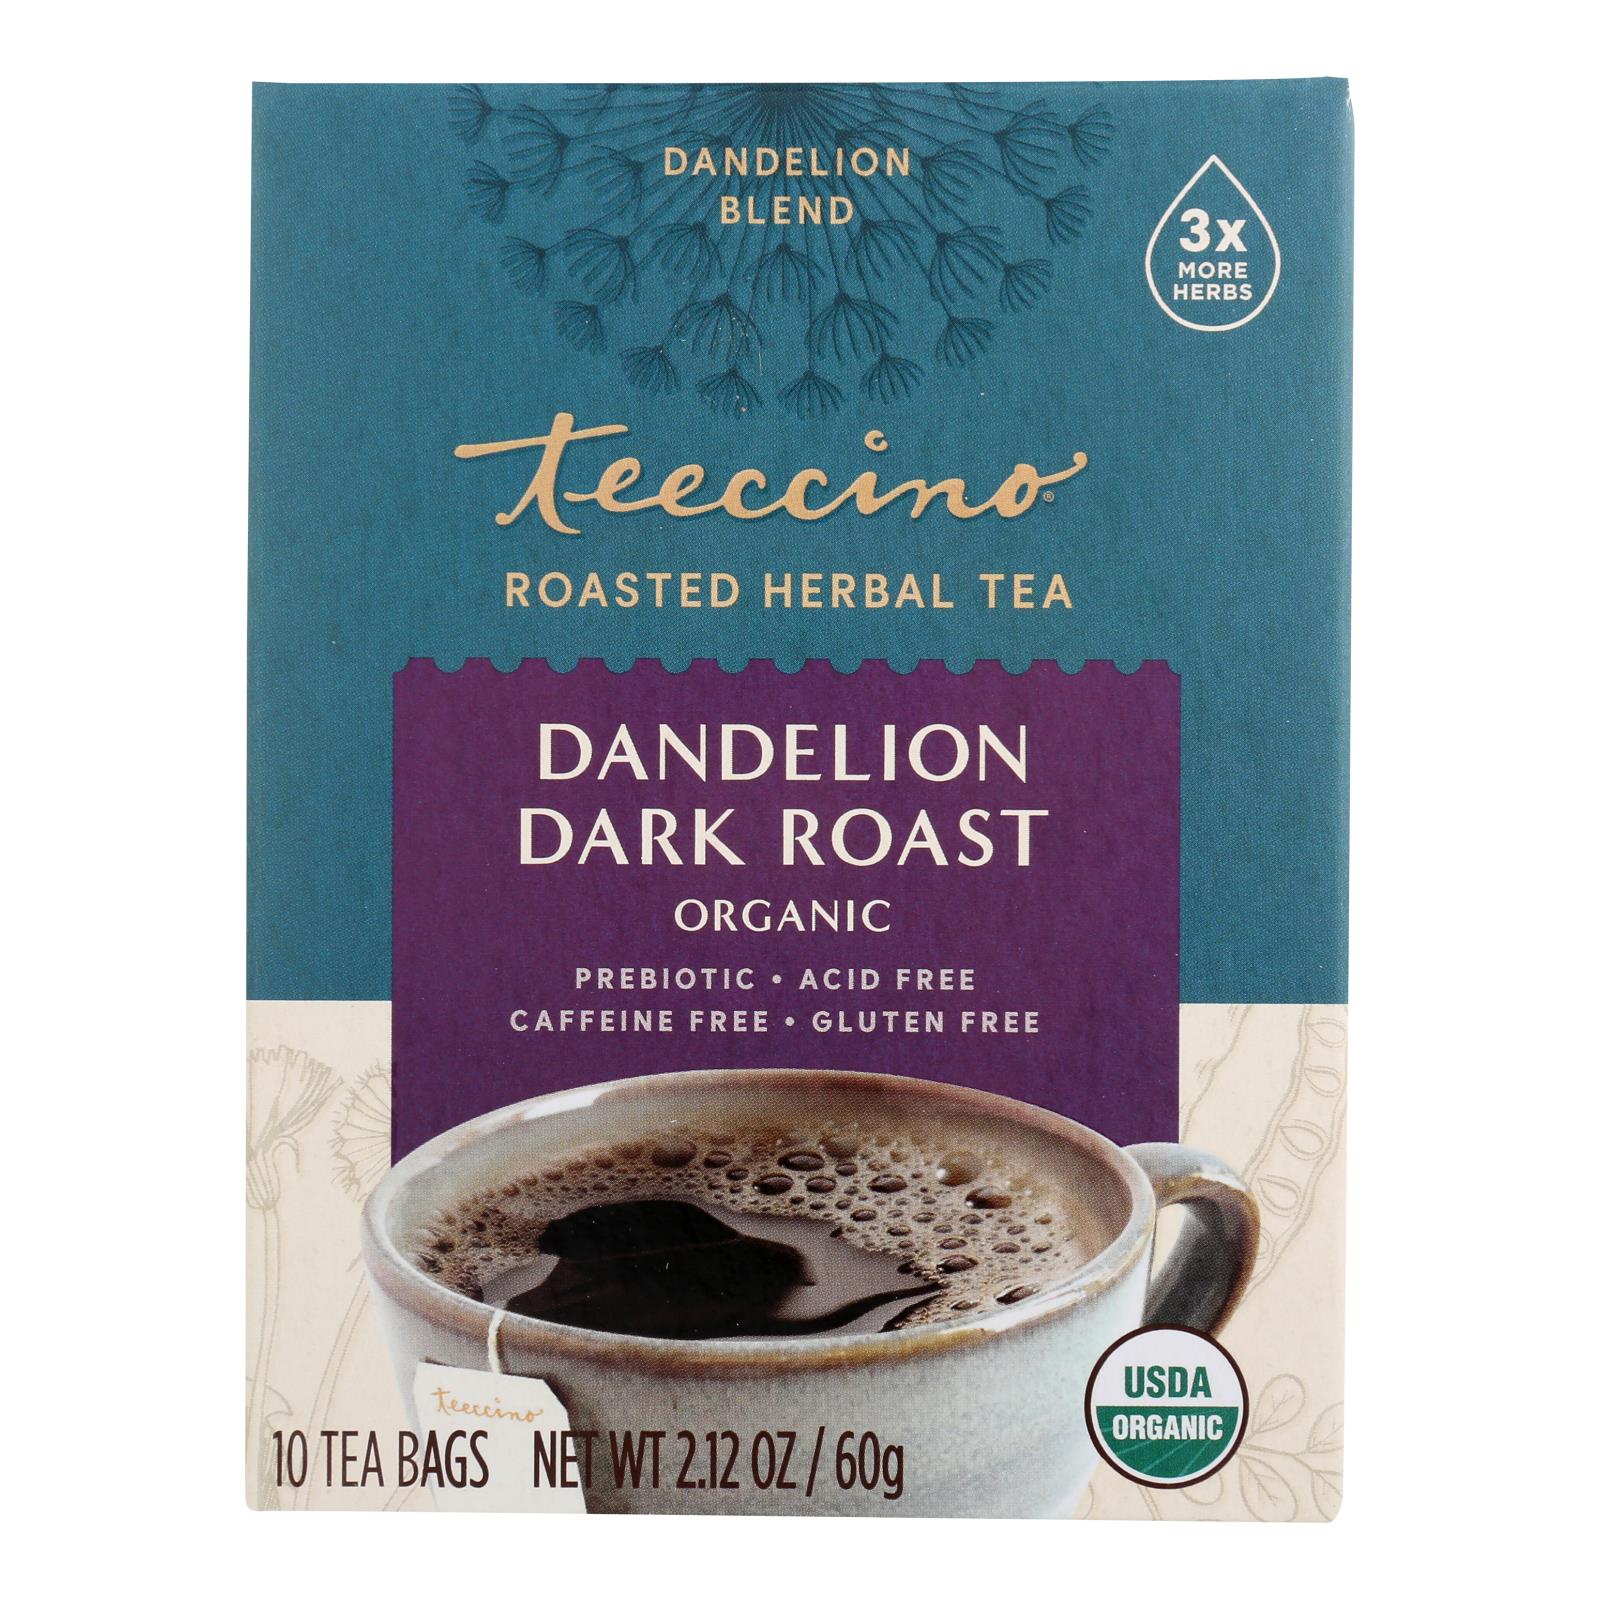 DANDELION
BLEND
3x
MORE
HERBS
teeccino®
ROASTED HERBAL TEA
DANDELION
DARK ROAST
ORGANIC
PREBIOTIC • ACID FREE
CAFFEINE FREE • GLUTEN FREE
teeccino
10 TEA BAGS NET WT 2.12 OZ / 60g
USDA
ORGANIC